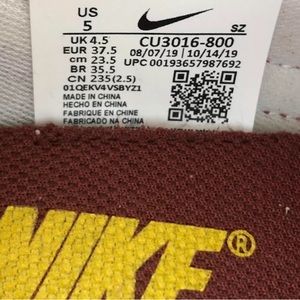 US
5
SZ
UK 4.5
EUR 37.5
cm 23.5
BR 35.5
CN 235(2.5)
CU3016-800
08/07/19 10/14/19
UPC 00193657987692
01QEKV4VSBYZ1
MADE IN CHINA
HECHO EN CHINA
FABRIQUE EN CHINE
FABRICADO NA CHINA
NIKE®